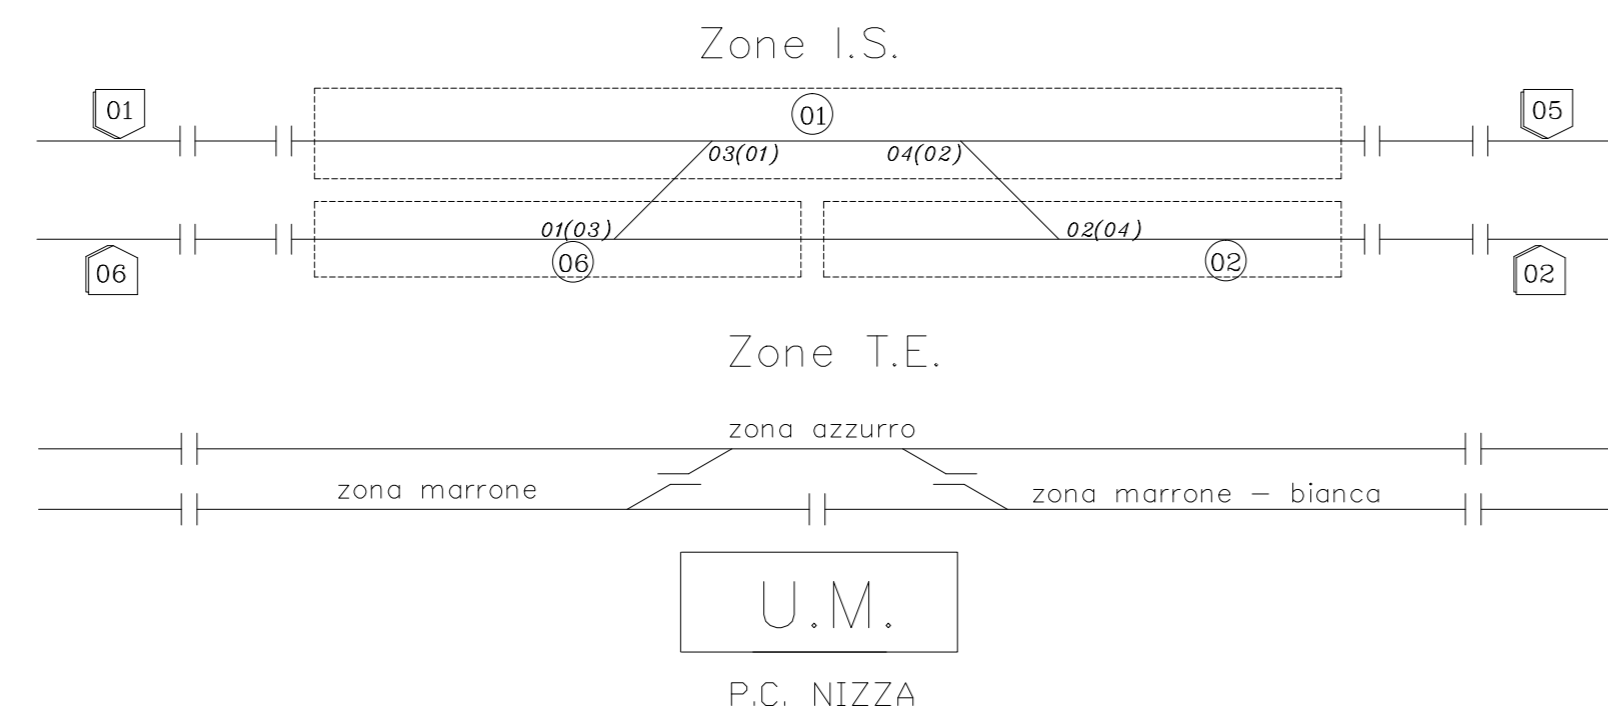 Zone I.S.
01
01
05
03(01)
04(02)
01(03)
02(04)
06
06
02
02
Zone T.E.
zona azzurro
zona marrone
zona marrone - bianca
U.M.
P.C. NIZZA